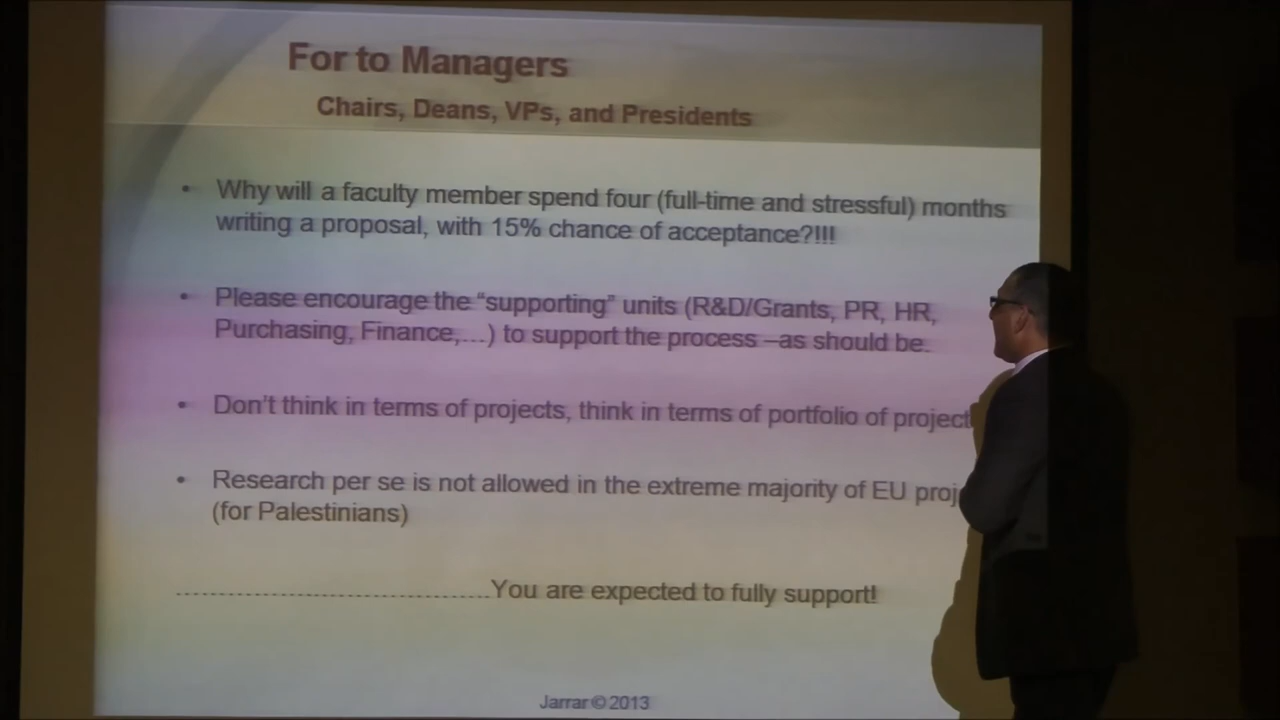 For to Managers
Chairs, Deans, VPs, and Presidents
• Why will a faculty member spend four (full-time and stressful) months
writing a proposal, with 15% chance of acceptance?!!!
• Please encourage the “supporting” units (R&D/Grants, PR, HR,
Purchasing, Finance,...) to support the process –as should be.
• Don't think in terms of projects, think in terms of portfolio of project
• Research per se is not allowed in the extreme majority of EU
(for Palestinians)
......................................You are expected to fully support!
Jarrar © 2013